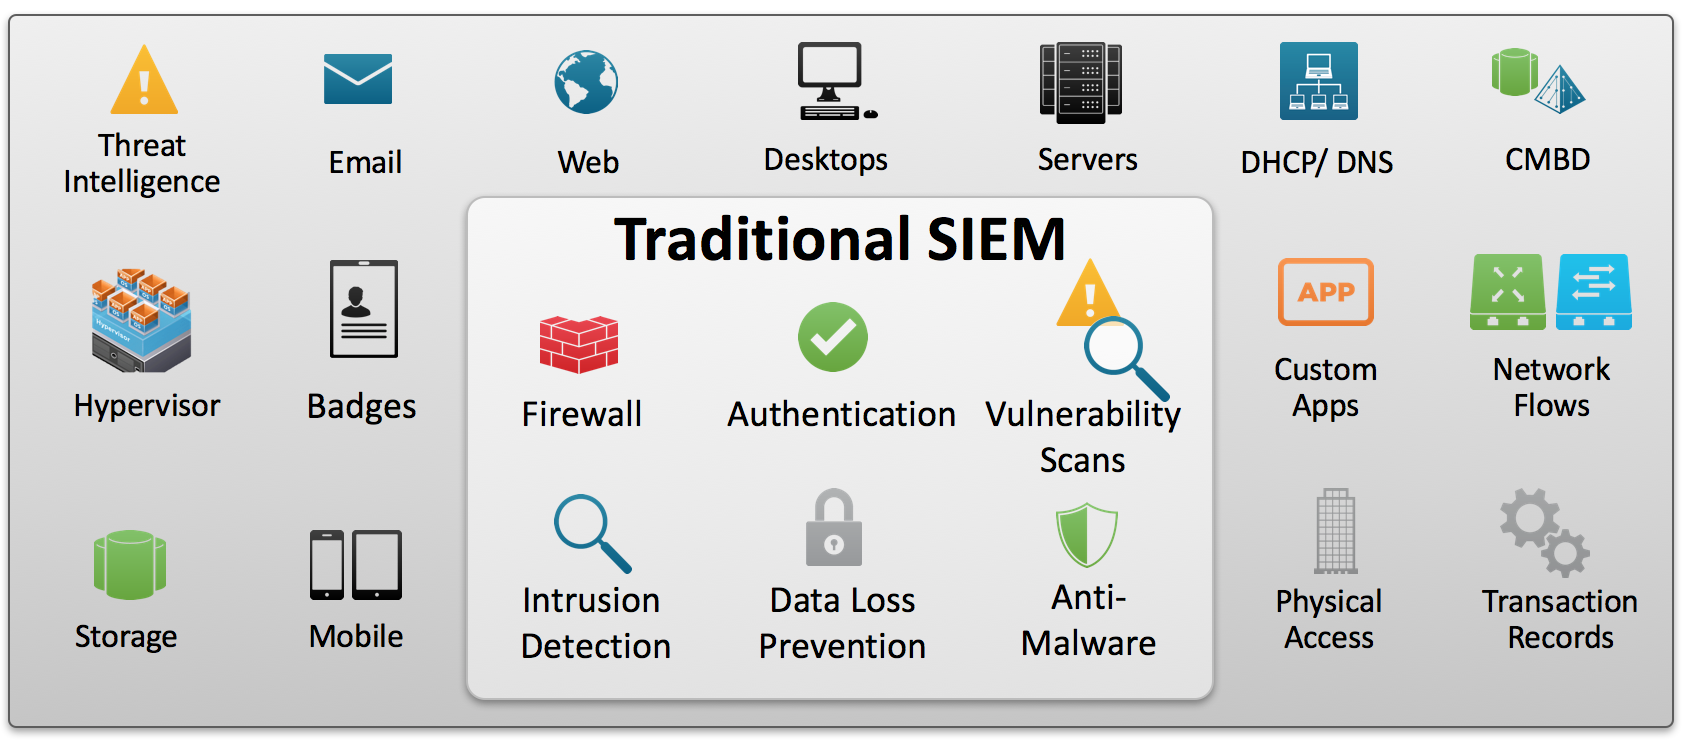 Threat
Intelligence
Email
Web
Desktops
Servers
DHCP/ DNS
CMBD
Traditional SIEM
Hypervisor
Hypervisor
Badges
Firewall
Authentication
Vulnerability
Scans
APP
Custom
Apps
Network
Flows
Storage
Mobile
Intrusion
Detection
Data Loss
Prevention
Anti-
Malware
Physical
Access
Transaction
Records